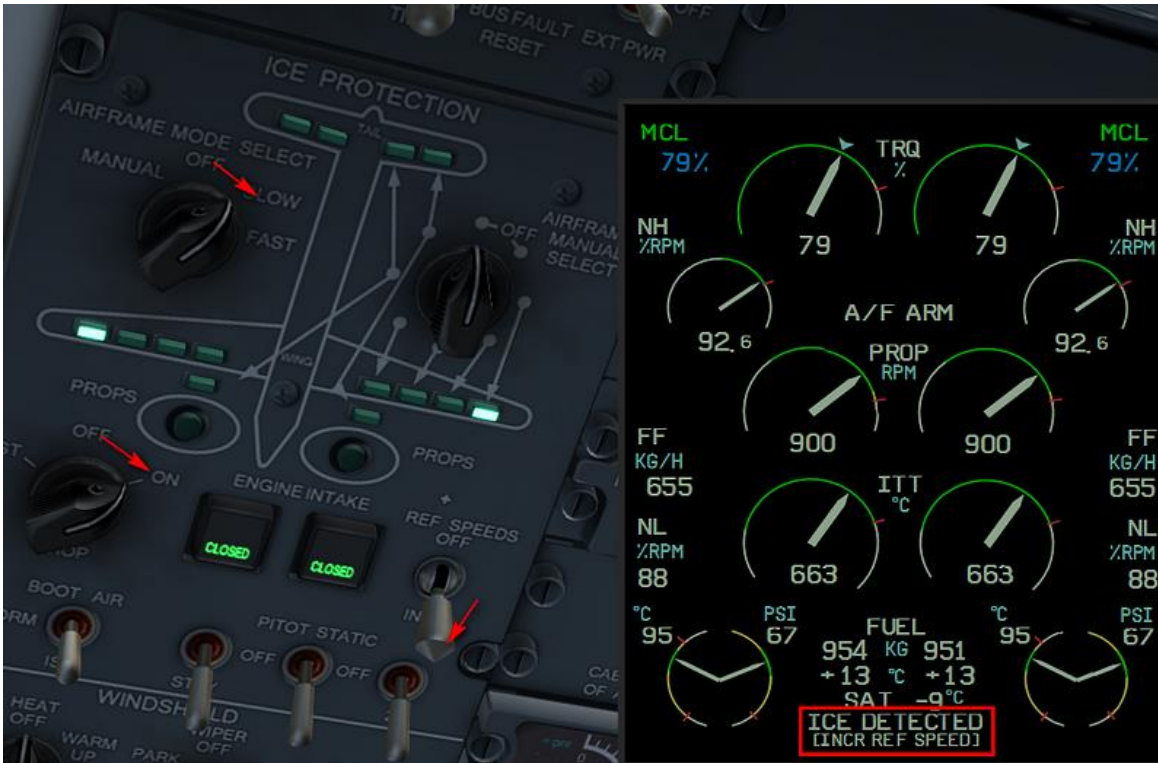 BUS FAULT
RESET
EXT PWR
OFF
ICE PROTECTION
AIRFRAME MODE SELECT
OFF
MANUAL
SLOW
FAST
TAIL
OFF
AIRFRAM
MANUAL
SELECT
WING
PROPS
PROPS
OFF
ON
ENGINE INTAKE
CLOSED
CLOSED
+
REF SPEEDS
OFF
BOOT AIR
PITOT STATIC
OFF
OFF
WINDSHIELD
HEAT
OFF
WARM
UP
PARK
OFF
MCL
79%
TRQ
%
MCL
79%
79
79
NH
%RPM
NH
%RPM
92.6
A/F ARM
92.6
PROP
RPM
900
900
FF
KG/H
655
FF
KG/H
655
ITT
°C
663
663
NL
%RPM
88
NL
%RPM
88
°C
95
PSI
67
FUEL
954 KG 951
+13 °C +13
SAT -9°C
°C
95
PSI
67
ICE DETECTED
[INCR REF SPEED]